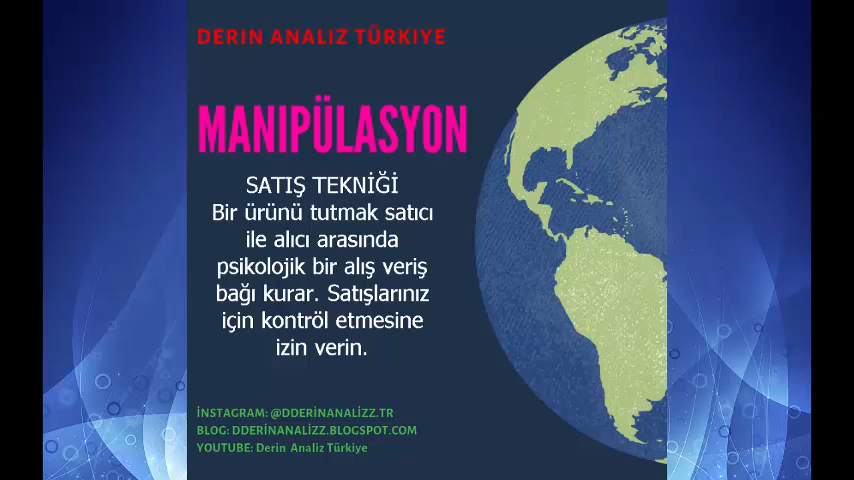 DERIN ANALIZ TÜRKIYE
MANIPÜLASYON
SATIŞ TEKNİĞİ
Bir ürünü tutmak satıcı
ile alıcı arasında
psikolojik bir alış veriş
bağı kurar. Satışlarınız
için kontröl etmesine
izin verin.
İNSTAGRAM: @DDERİNANALİZZ.TR
BLOG: DDERİNANALİZZ.BLOGSPOT.COM
YOUTUBE: Derin Analiz Türkiye